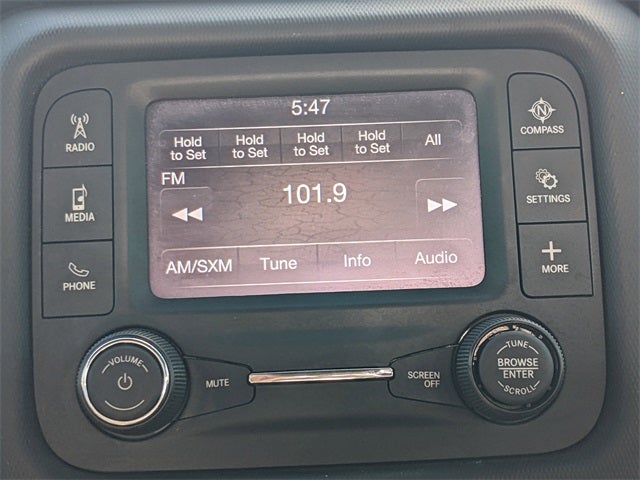 5:47
Hold to Set
Hold to Set
Hold to Set
Hold to Set
All
FM
101.9
AM/SXM
Tune
Info
Audio
RADIO
MEDIA
PHONE
N
COMPASS
SETTINGS
MORE
VOLUME
MUTE
SCREEN OFF
TUNE
BROWSE
ENTER
SCROLL